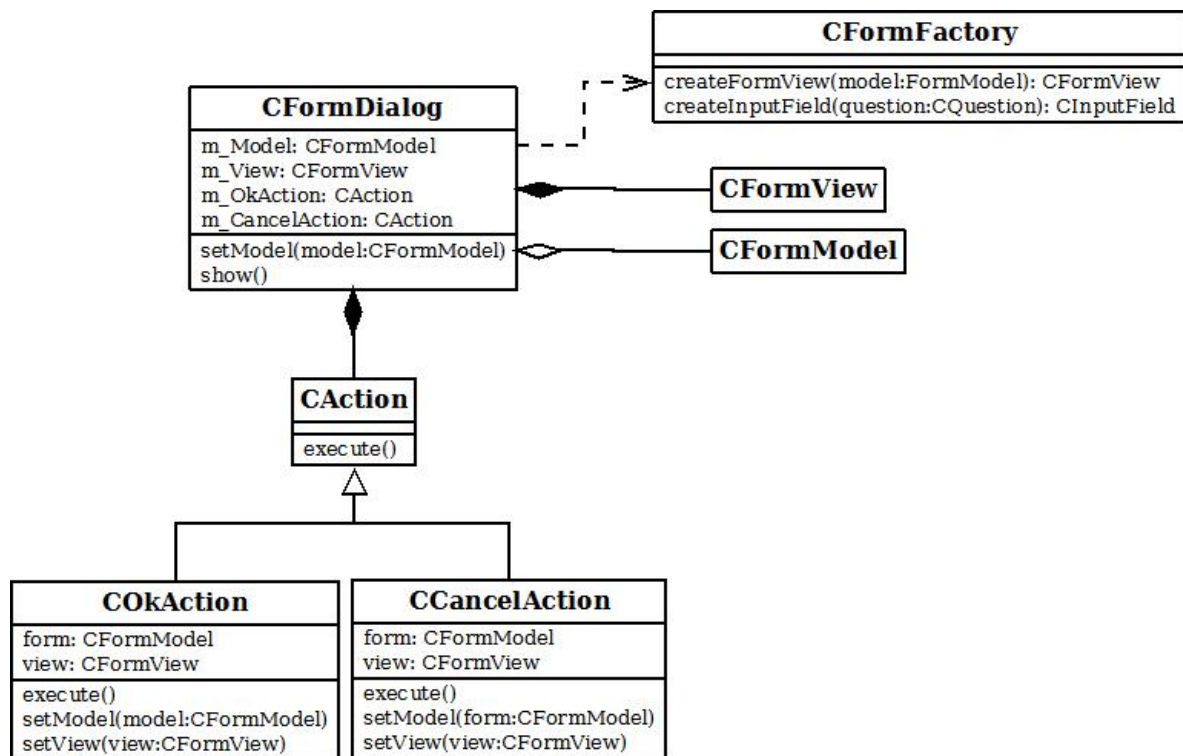 CFormFactory
createFormView(model:FormModel): CFormView
createInputField(question:CQuestion): CInputField
CFormDialog
m_Model: CFormModel
m_View: CFormView
m_OkAction: CAction
m_CancelAction: CAction
setModel(model:CFormModel)
show()
CFormView
CFormModel
CAction
execute()
COkAction
form: CFormModel
view: CFormView
execute()
setModel(model:CFormModel)
setView(view:CFormView)
CCancelAction
form: CFormModel
view: CFormView
execute()
setModel(form:CFormModel)
setView(view:CFormView)